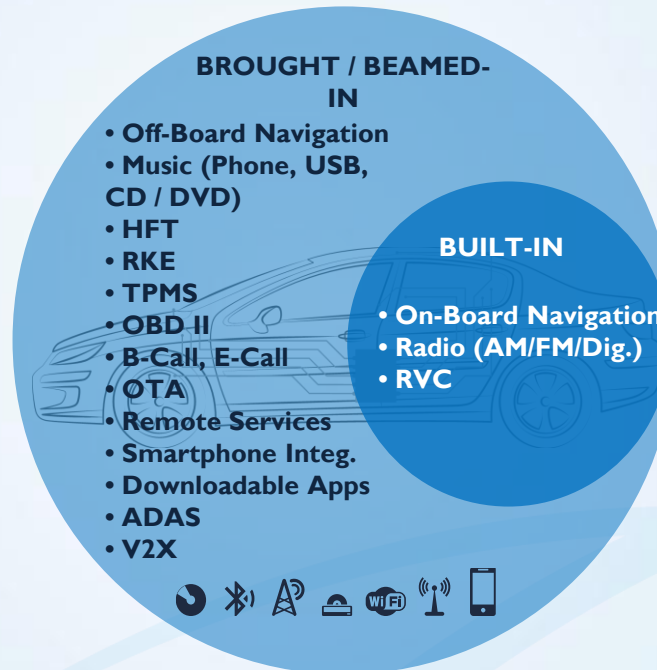 BROUGHT / BEAMED-
IN
• Off-Board Navigation
• Music (Phone, USB,
CD / DVD)
• HFT
• RKE
• TPMS
• OBD II
• B-Call, E-Call
• OTA
• Remote Services
• Smartphone Integ.
• Downloadable Apps
• ADAS
• V2X
BUILT-IN
• On-Board Navigation
• Radio (AM/FM/Dig.)
• RVC
WiFi